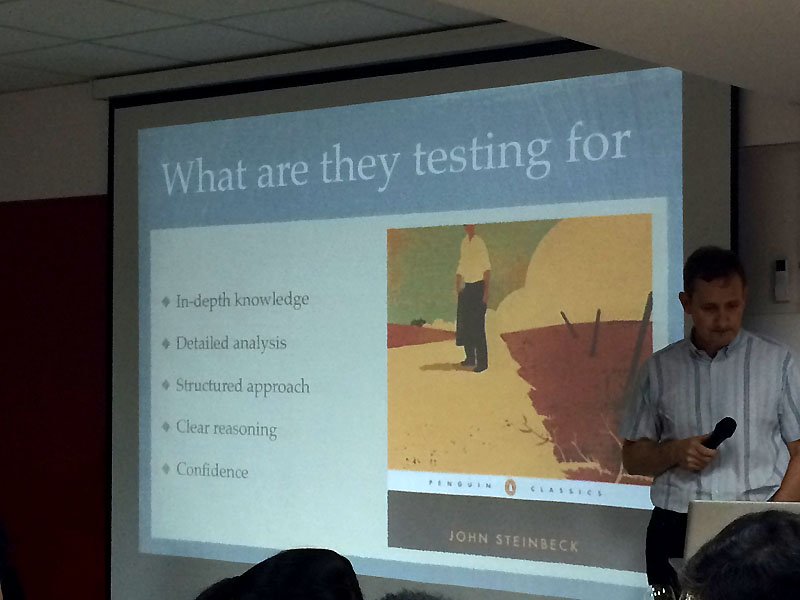 What are they testing for
In-depth knowledge
Detailed analysis
Structured approach
Clear reasoning
Confidence
PENGUIN CLASSICS
JOHN STEINBECK